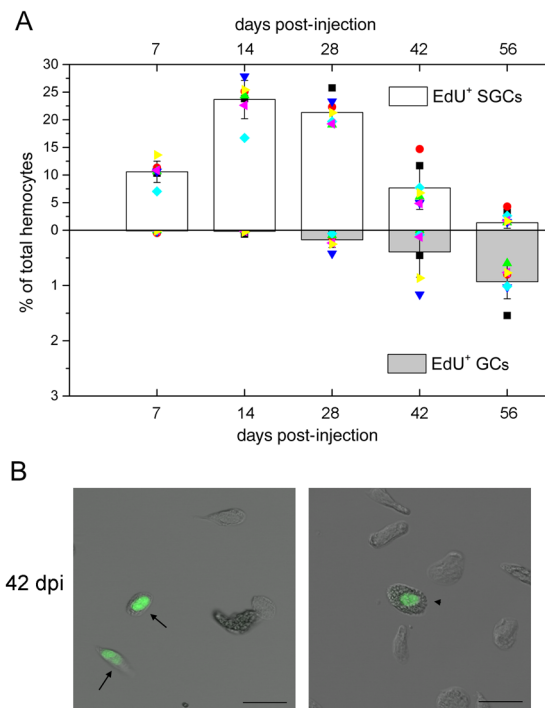 A
days post-injection
7 14 28 42 56
30
25
20
15
10
5
0
1
2
3
% of total hemocytes
EdU+ SGCs
EdU+ GCs
7 14 28 42 56
days post-injection
B
42 dpi